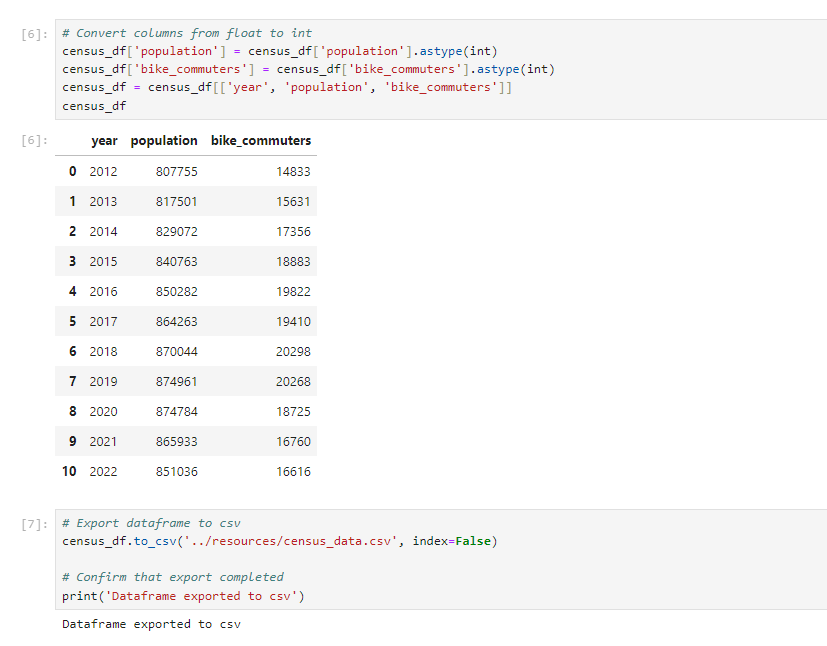 [6]: # Convert columns from float to int
census_df['population'] = census_df['population'].astype(int)
census_df['bike_commuters'] = census_df['bike_commuters'].astype(int)
census_df = census_df[['year', 'population', 'bike_commuters']]
census_df
[6]: year population bike_commuters
0 2012 807755 14833
1 2013 817501 15631
2 2014 829072 17356
3 2015 840763 18883
4 2016 850282 19822
5 2017 864263 19410
6 2018 870044 20298
7 2019 874961 20268
8 2020 874784 18725
9 2021 865933 16760
10 2022 851036 16616
[7]: # Export dataframe to csv
census_df.to_csv('../resources/census_data.csv', index=False)
# Confirm that export completed
print('Dataframe exported to csv')
Dataframe exported to csv